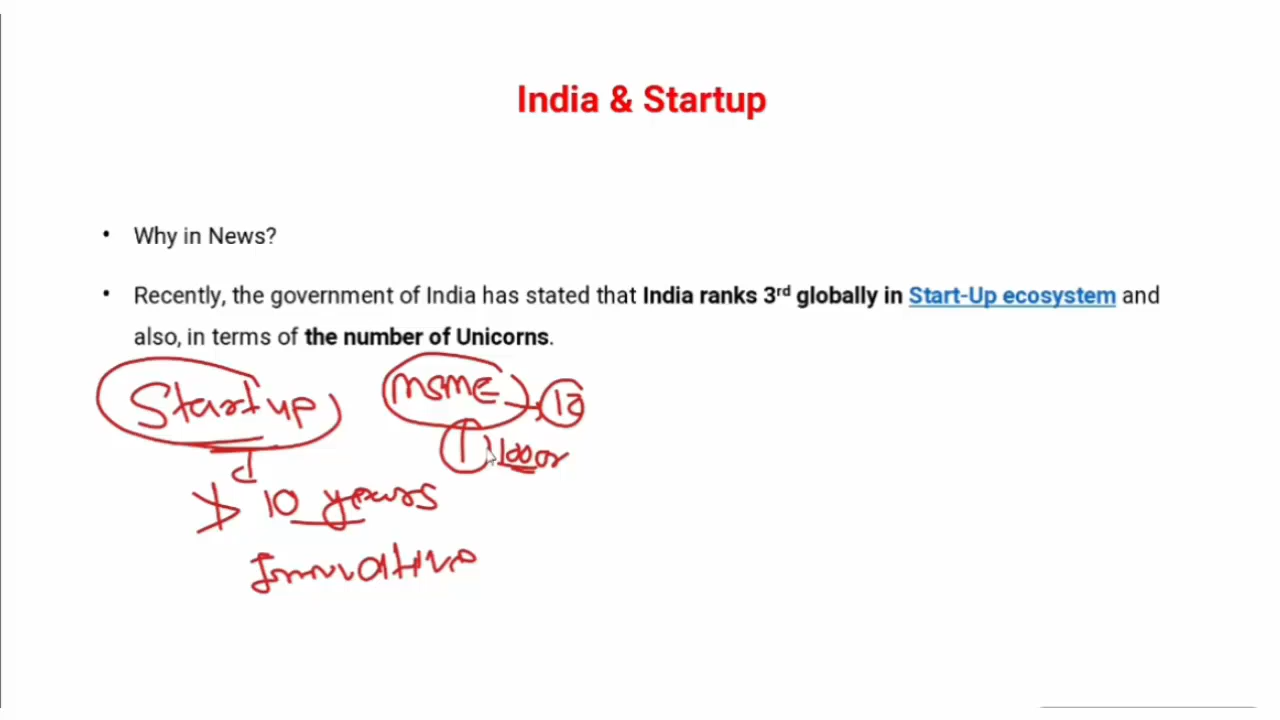 India & Startup
• Why in News?
• Recently, the government of India has stated that India ranks 3rd globally in Start-Up ecosystem and
also, in terms of the number of Unicorns.
Startup MSME
10 years
Innovative